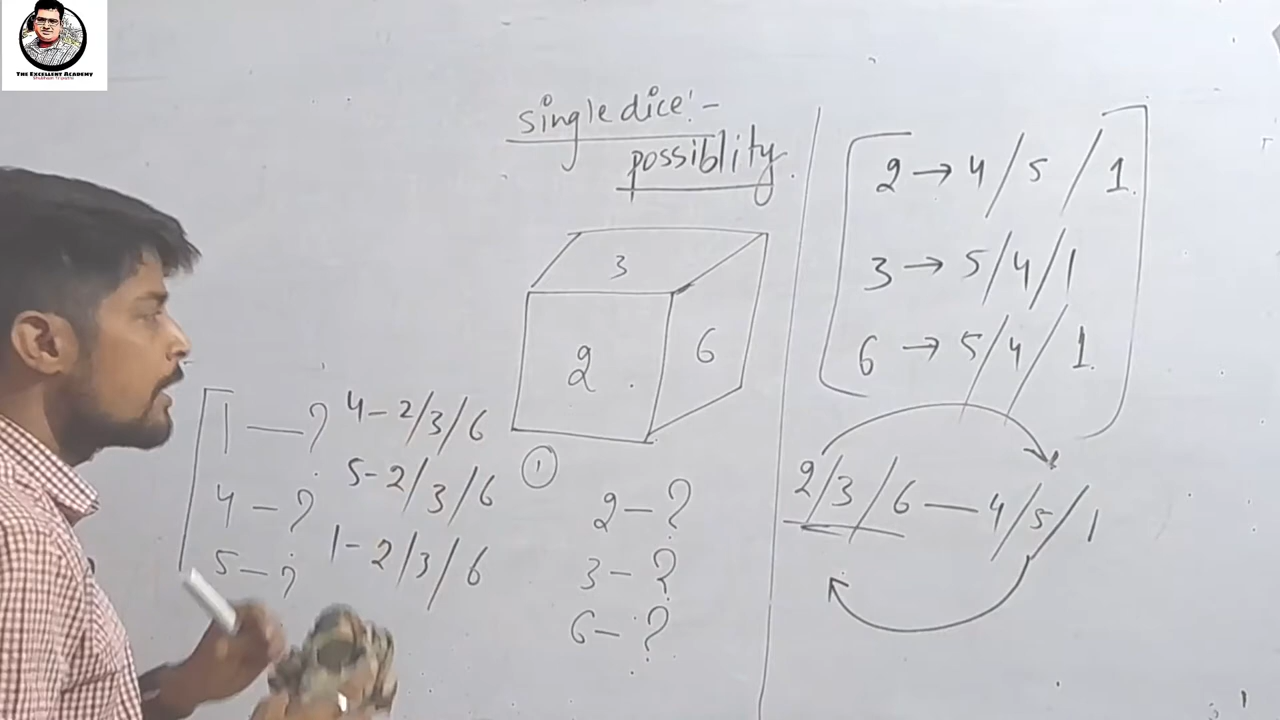 THE EXCELLENT ACADEMY
Shubham Tripathi
single dice:-
possiblity.
3
2
6
1
2 - ?
3 - ?
6 - ?
1 — ?
4 - ?
5 - ?
4 - 2/3/6
5 - 2/3/6
1 - 2/3/6
2 → 4/5/1.
3 → 5/4/1
6 → 5/4/1.
2/3/6 — 4/5/1